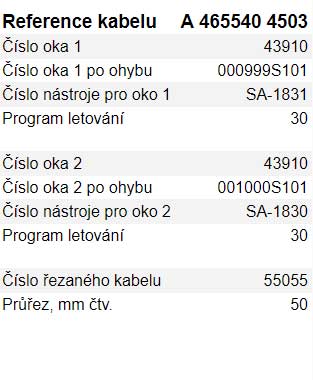 Reference kabelu A 465540 4503
Číslo oka 1 43910
Číslo oka 1 po ohybu 000999S101
Číslo nástroje pro oko 1 SA-1831
Program letování 30
Číslo oka 2 43910
Číslo oka 2 po ohybu 001000S101
Číslo nástroje pro oko 2 SA-1830
Program letování 30
Číslo řezaného kabelu 55055
Průřez, mm čtv. 50